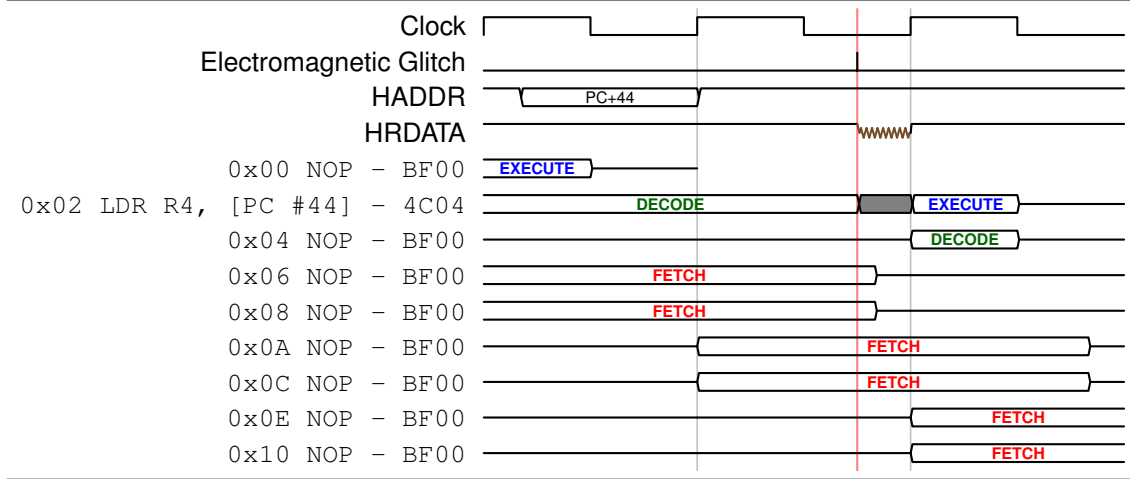 Clock
Electromagnetic Glitch
HADDR PC+44
HRDATA
0x00 NOP - BF00 EXECUTE
0x02 LDR R4, [PC #44] - 4C04 DECODE EXECUTE
0x04 NOP - BF00 DECODE
0x06 NOP - BF00 FETCH
0x08 NOP - BF00 FETCH
0x0A NOP - BF00 FETCH
0x0C NOP - BF00 FETCH
0x0E NOP - BF00 FETCH
0x10 NOP - BF00 FETCH